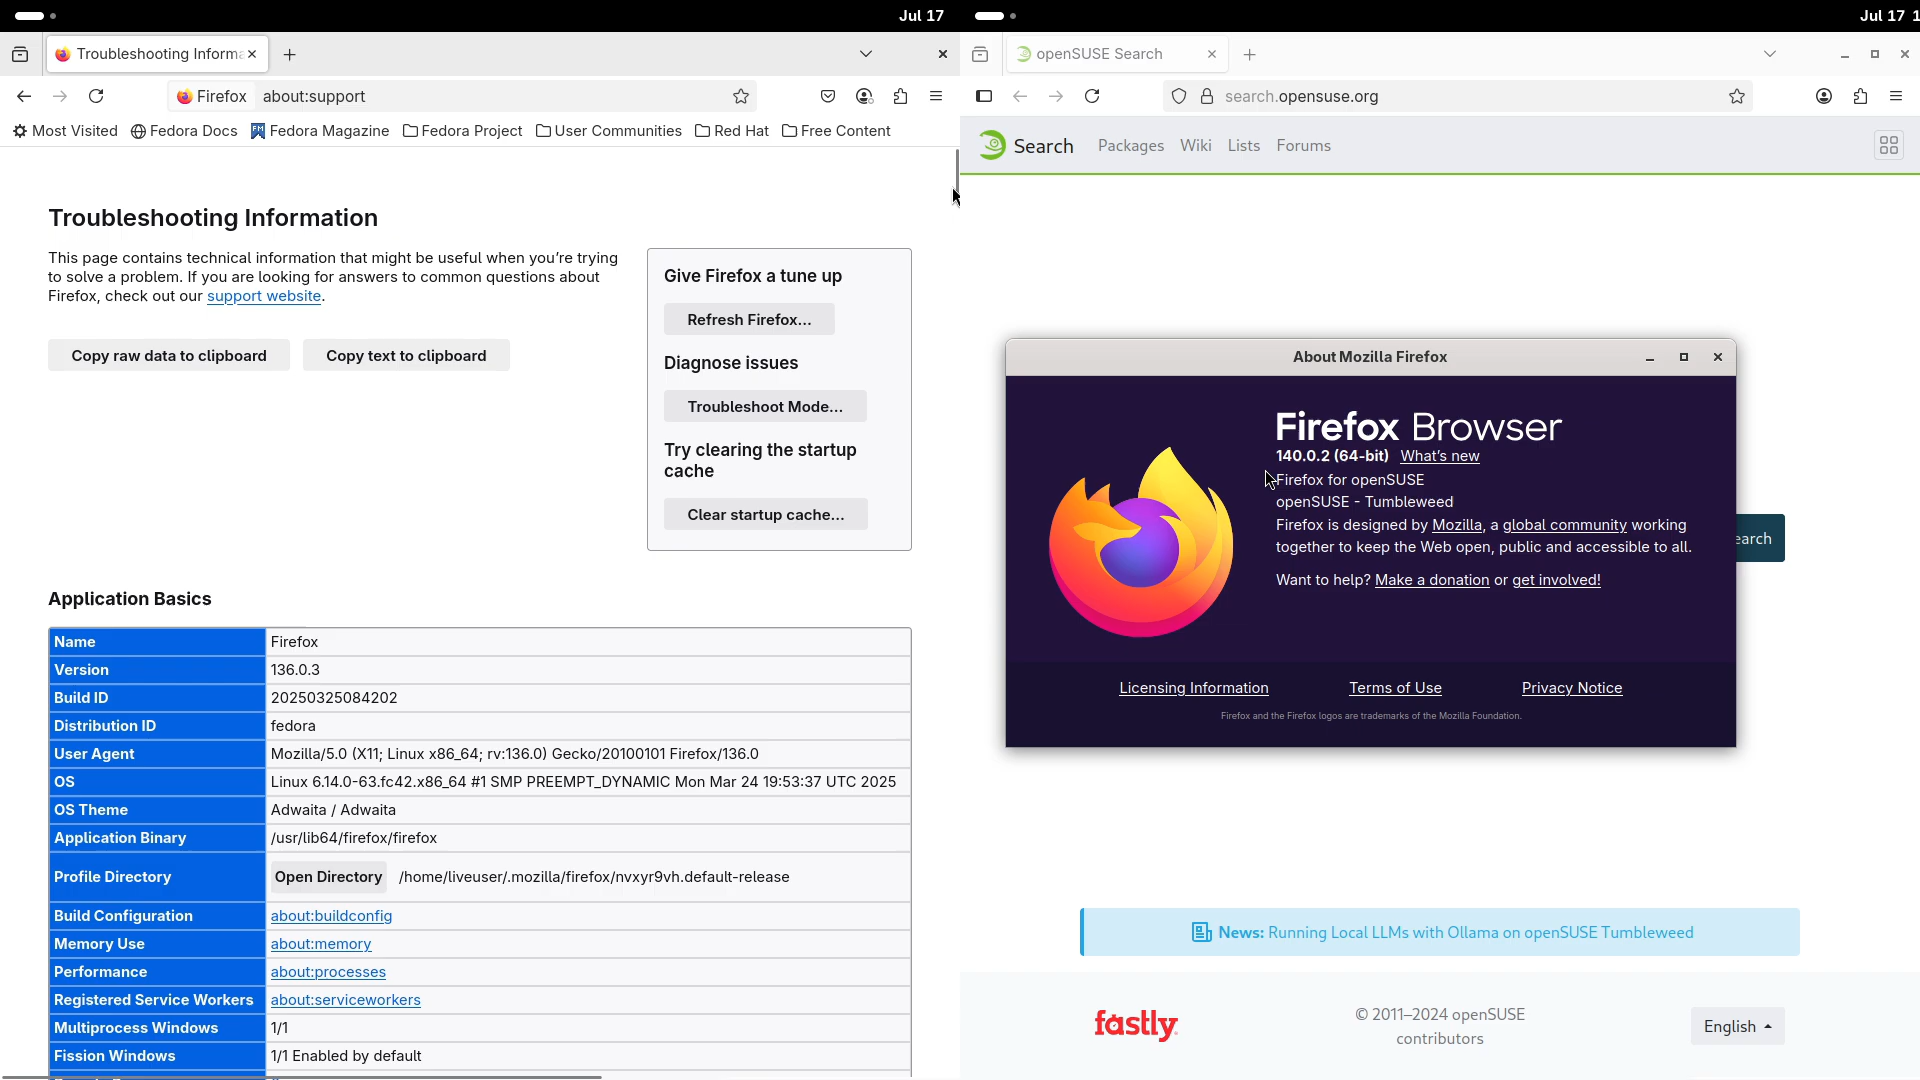 Jul 17
Troubleshooting Informa
Firefox
about:support
Most Visited
Fedora Docs
Fedora Magazine
Fedora Project
User Communities
Red Hat
Free Content
Troubleshooting Information
This page contains technical information that might be useful when you're trying
to solve a problem. If you are looking for answers to common questions about
Firefox, check out our support website.
Copy raw data to clipboard
Copy text to clipboard
Give Firefox a tune up
Refresh Firefox…
Diagnose issues
Troubleshoot Mode…
Try clearing the startup
cache
Clear startup cache…
Application Basics
Name Firefox
Version 136.0.3
Build ID 20250325084202
Distribution ID fedora
User Agent Mozilla/5.0 (X11; Linux x86_64; rv:136.0) Gecko/20100101 Firefox/136.0
OS Linux 6.14.0-63.fc42.x86_64 #1 SMP PREEMPT_DYNAMIC Mon Mar 24 19:53:37 UTC 2025
OS Theme Adwaita / Adwaita
Application Binary /usr/lib64/firefox/firefox
Profile Directory Open Directory /home/liveuser/.mozilla/firefox/nvxyr9vh.default-release
Build Configuration about:buildconfig
Memory Use about:memory
Performance about:processes
Registered Service Workers about:serviceworkers
Multiprocess Windows 1/1
Fission Windows 1/1 Enabled by default
Jul 17 1
openSUSE Search
search.opensuse.org
Search
Packages
Wiki
Lists
Forums
About Mozilla Firefox
Firefox Browser
140.0.2 (64-bit) What's new
Firefox for openSUSE
openSUSE - Tumbleweed
Firefox is designed by Mozilla, a global community working
together to keep the Web open, public and accessible to all.
Want to help? Make a donation or get involved!
Licensing Information
Terms of Use
Privacy Notice
Firefox and the Firefox logos are trademarks of the Mozilla Foundation.
earch
News: Running Local LLMs with Ollama on openSUSE Tumbleweed
fastly
© 2011–2024 openSUSE
contributors
English